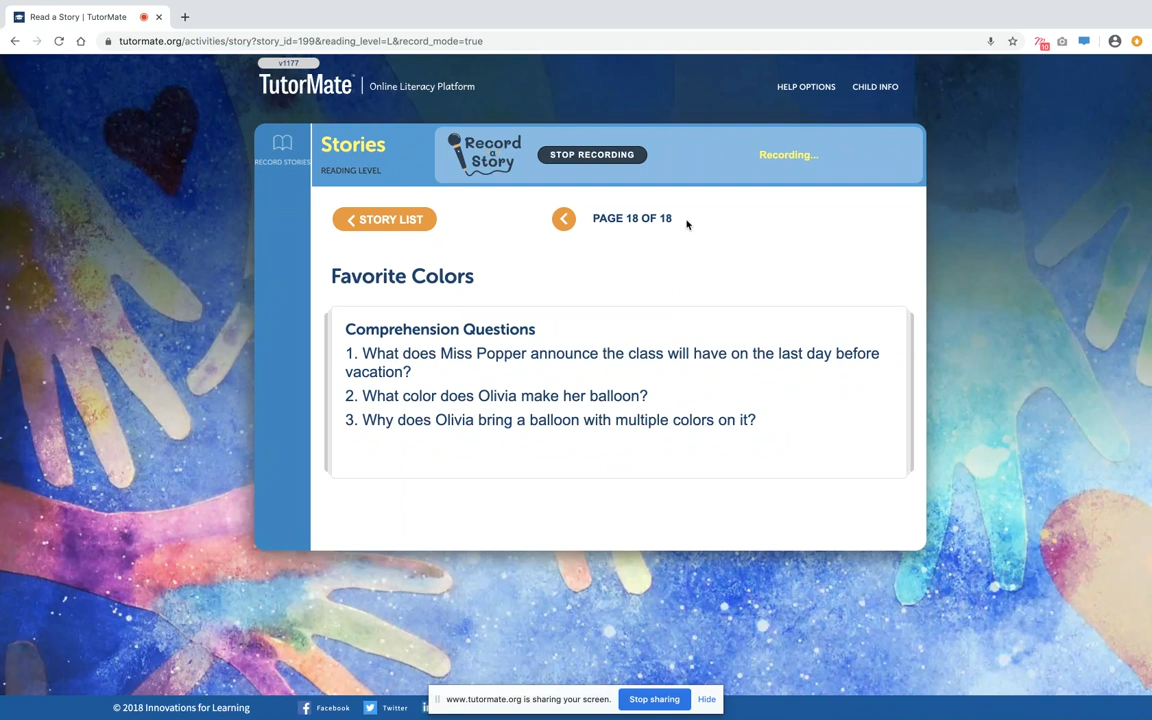 Read a Story | TutorMate
tutormate.org/activities/story?story_id=199&reading_level=L&record_mode=true
10
v1177
TutorMate
Online Literacy Platform
HELP OPTIONS
CHILD INFO
RECORD STORIES
Stories
READING LEVEL
Record
a
Story
STOP RECORDING
Recording...
STORY LIST
PAGE 18 OF 18
Favorite Colors
Comprehension Questions
1. What does Miss Popper announce the class will have on the last day before
vacation?
2. What color does Olivia make her balloon?
3. Why does Olivia bring a balloon with multiple colors on it?
www.tutormate.org is sharing your screen.
Stop sharing
Hide
© 2018 Innovations for Learning
Facebook
Twitter